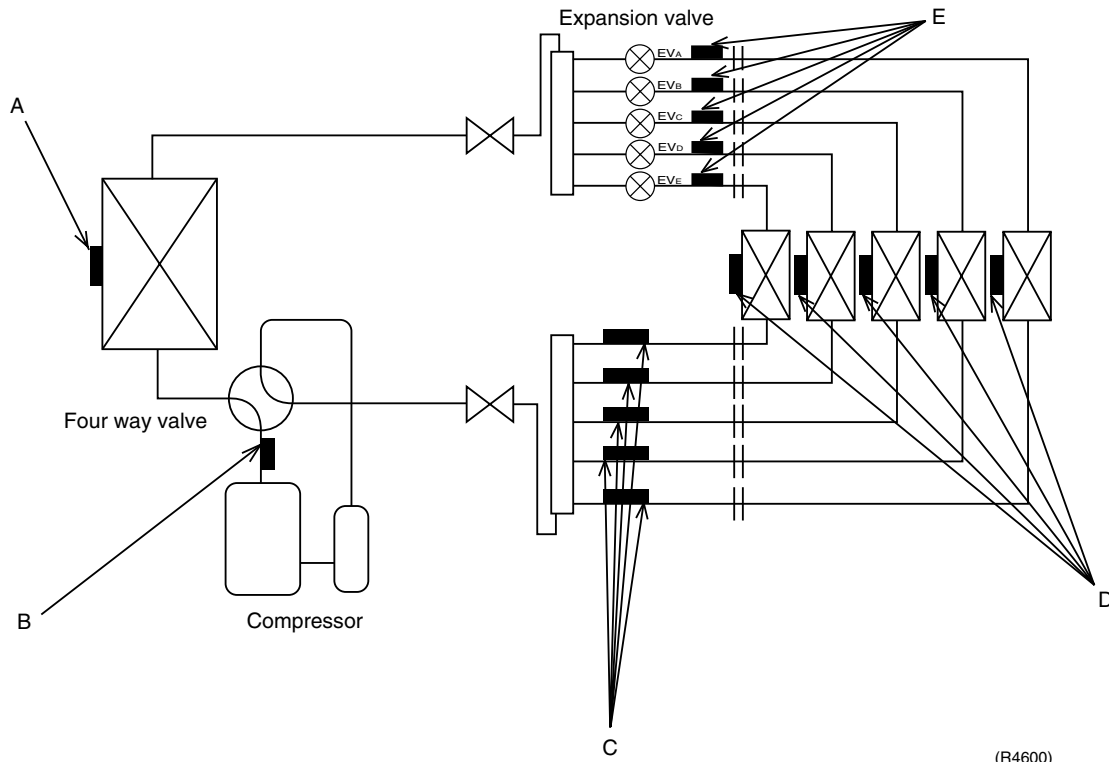 Expansion valve
E
EVA
A
EVB
EVC
EVD
EVE
Four way valve
B
Compressor
D
C
(R4600)